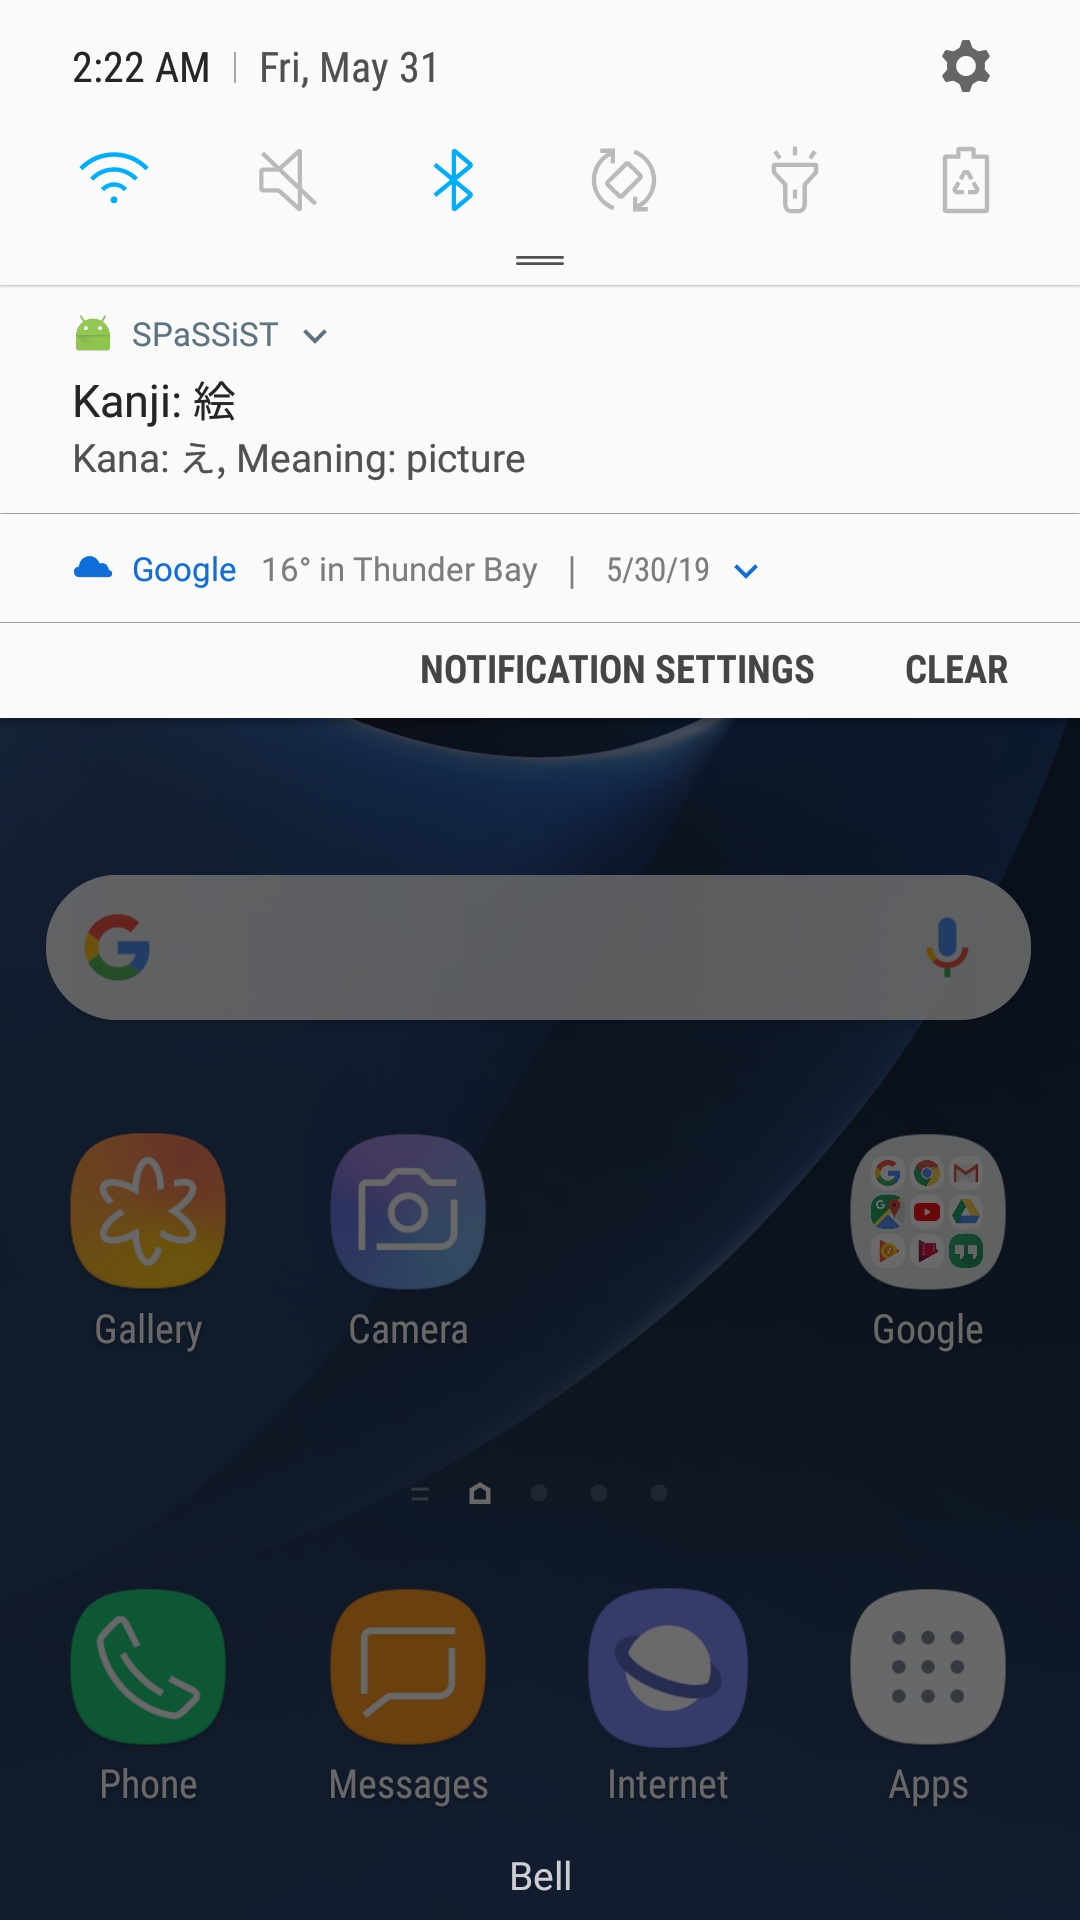 2:22 AM | Fri, May 31
SPaSSiST
Kanji: 絵
Kana: え, Meaning: picture
Google 16° in Thunder Bay | 5/30/19
NOTIFICATION SETTINGS CLEAR
Gallery Camera Google
Phone Messages Internet Apps
Bell